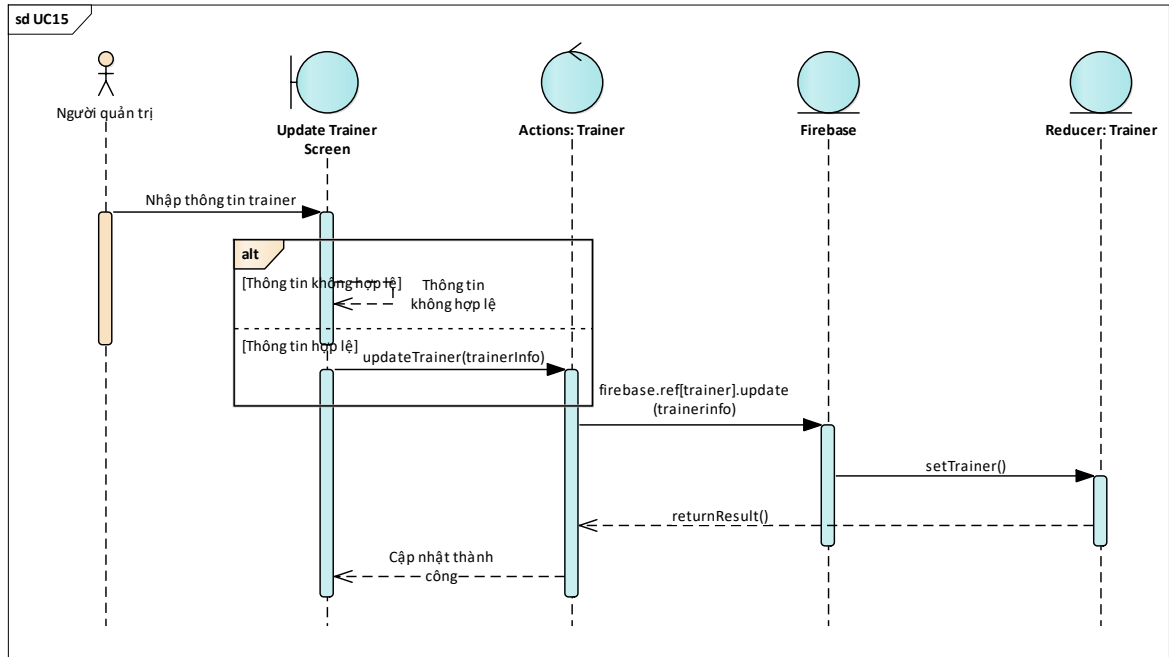 sd UC15
Người quản trị
Update Trainer
Screen
Actions: Trainer
Firebase
Reducer: Trainer
Nhập thông tin trainer
alt
[Thông tin không hợp lệ]
Thông tin
không hợp lệ
[Thông tin hợp lệ]
updateTrainer(trainerInfo)
firebase.ref[trainer].update
(trainerinfo)
setTrainer()
returnResult()
Cập nhật thành
công